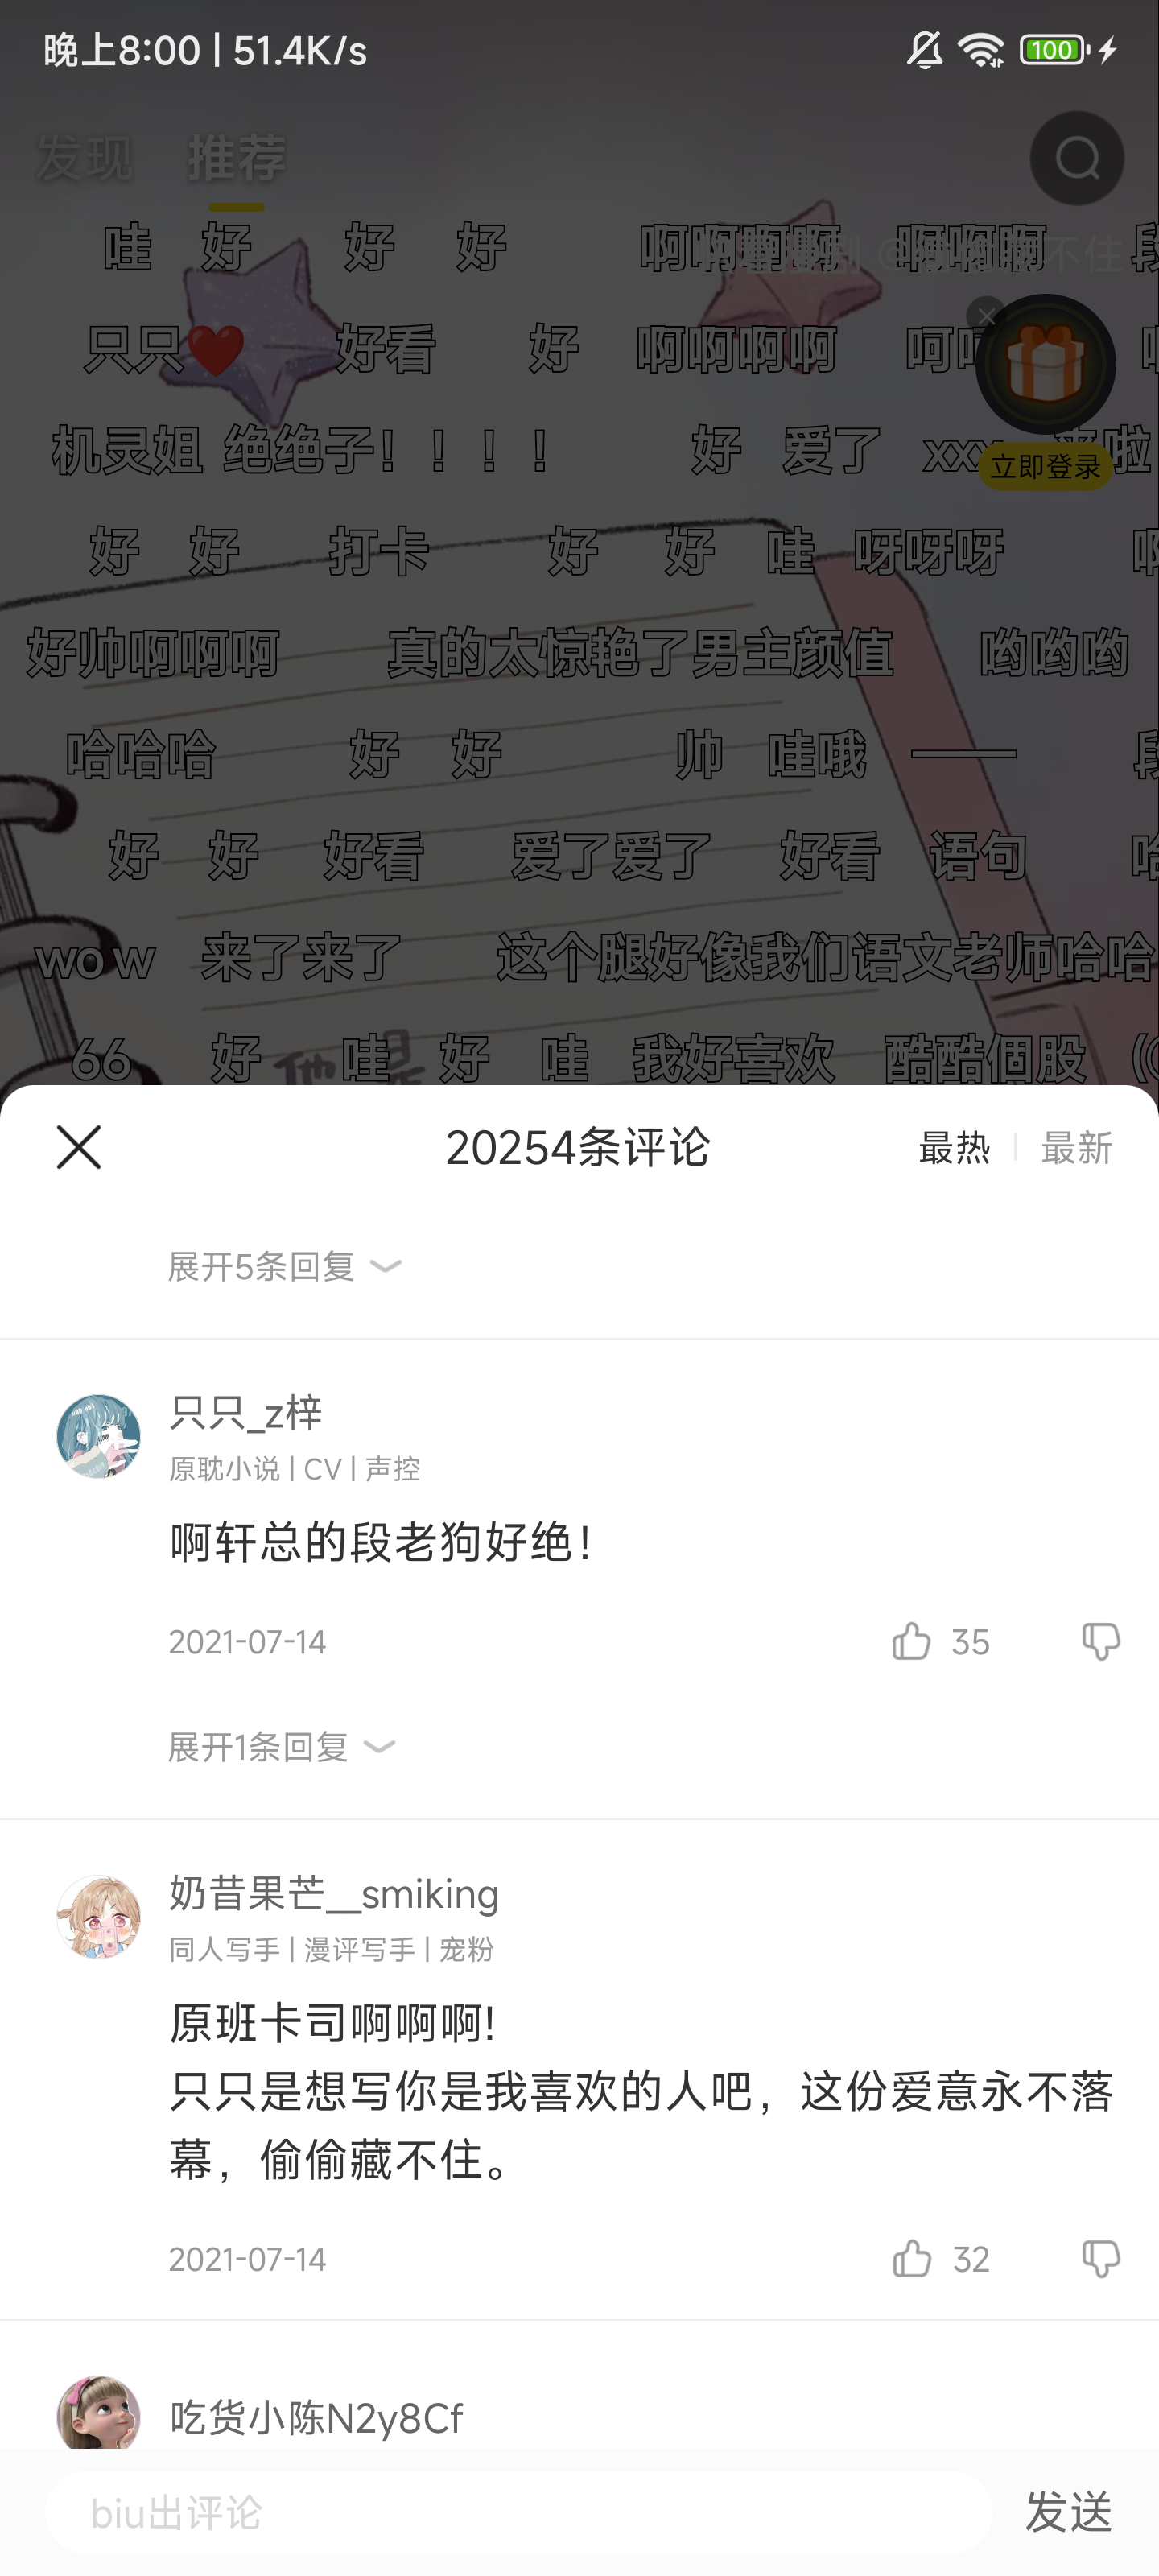 晚上8:00 | 51.4K/s
100
发现 推荐
哇 好 好 好
不住
只只❤️ 好看 好 啊啊啊啊
机灵姐 绝绝子！！！！ 好 爱了 xxx 来啦
立即登录
好 好 打卡 好 好 哇 呀呀呀
好帅啊啊啊 真的太惊艳了男主颜值 哟哟哟
哈哈哈 好 好 帅 哇哦 ——
好 好 好看 爱了爱了 好看 语句
wow 来了来了 这个腿好像我们语文老师哈哈
66 好 哇 好 哇 我好喜欢 酷酷個股
20254条评论 最热 | 最新
展开5条回复
只只_z梓
原耽小说 | CV | 声控
啊轩总的段老狗好绝！
2021-07-14 35
展开1条回复
奶昔果芒__smiking
同人写手 | 漫评写手 | 宠粉
原班卡司啊啊啊!
只只是想写你是我喜欢的人吧，这份爱意永不落
幕，偷偷藏不住。
2021-07-14 32
吃货小陈N2y8Cf
biu出评论 发送